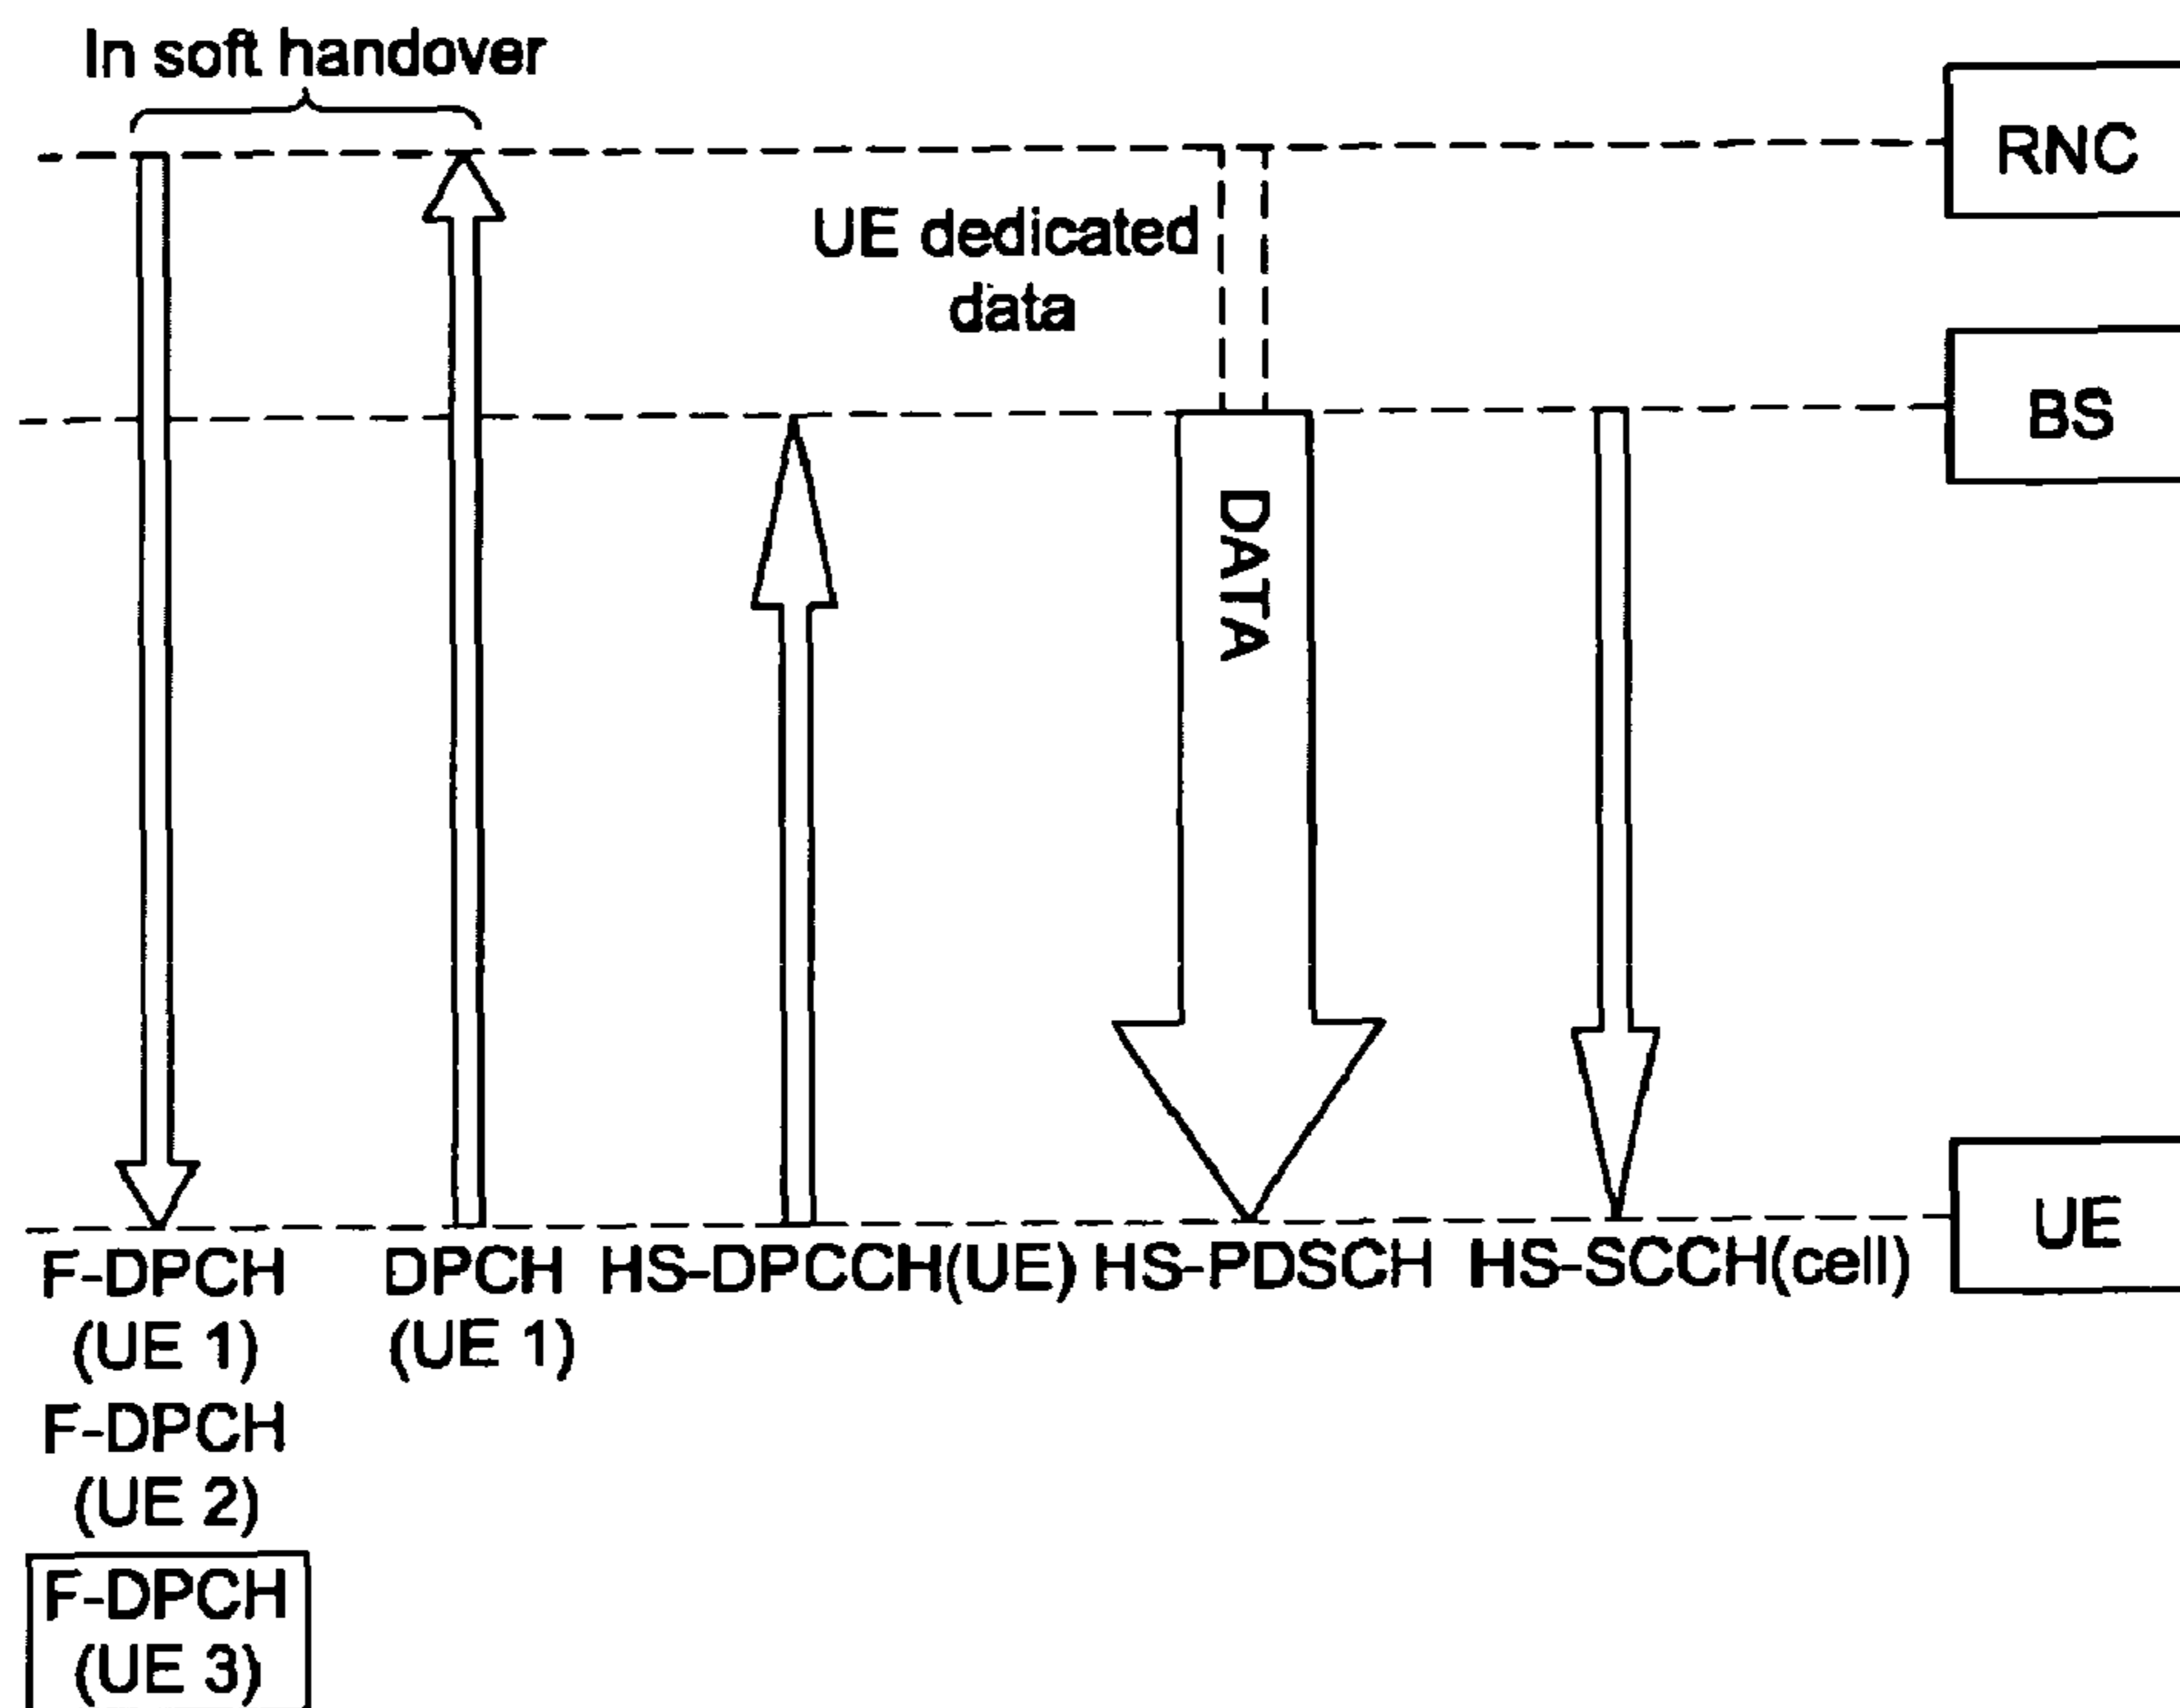 In soft handover
RNC
UE dedicated
data
BS
DATA
UE
F-DPCH
(UE 1)
DPCH
(UE 1)
HS-DPCCH(UE)
HS-PDSCH
HS-SCCH(cell)
F-DPCH
(UE 2)
F-DPCH
(UE 3)